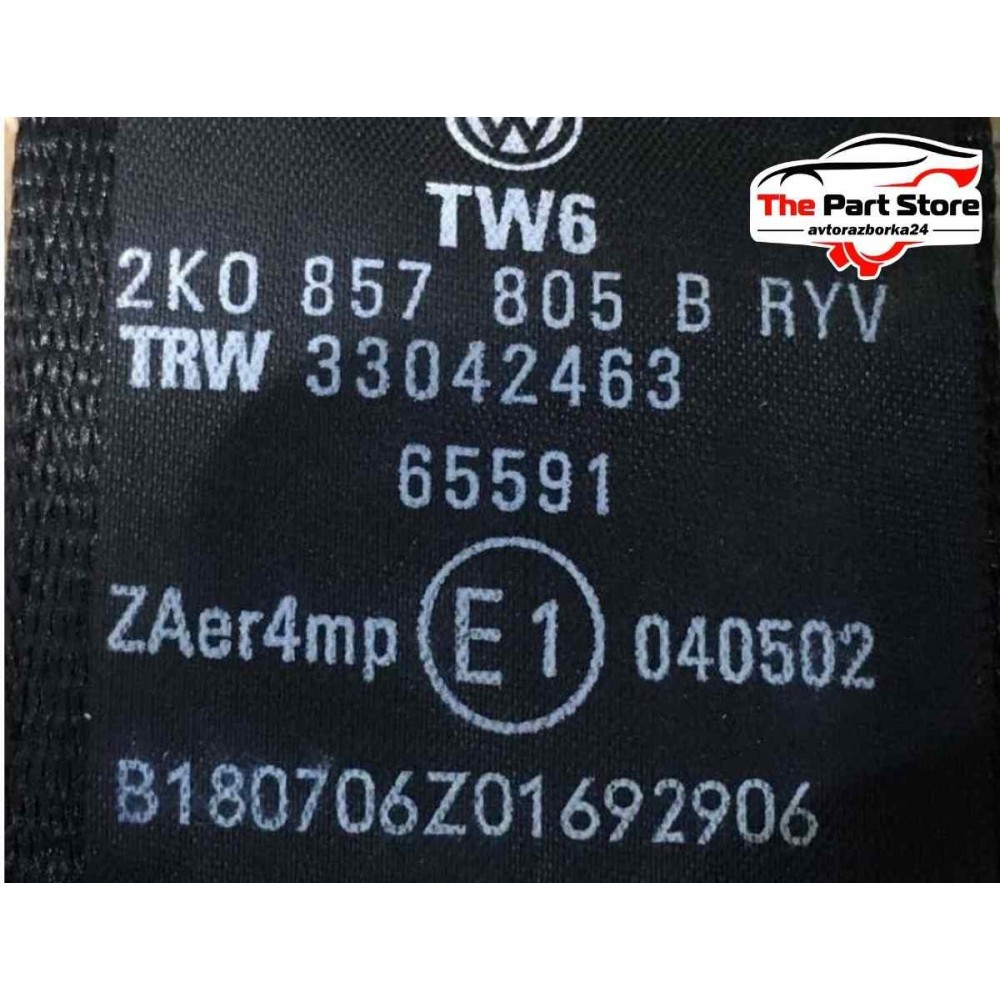 TW6
The Part Store
avtorazborka24
2K0 857 805 B RYV
TRW 33042463
65591
ZAer4mp E1 040502
B180706Z01692906